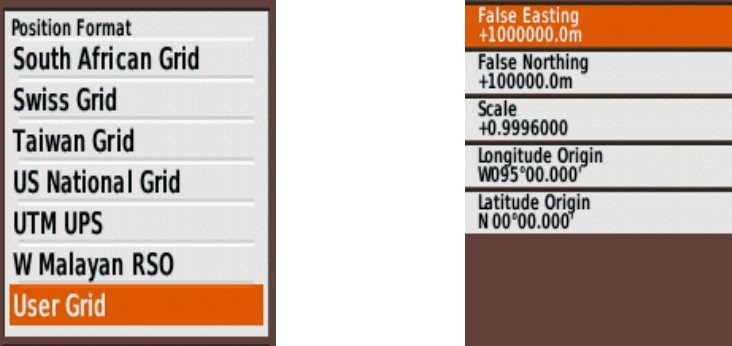 Position Format
South African Grid
Swiss Grid
Taiwan Grid
US National Grid
UTM UPS
W Malayan RSO
User Grid
False Easting
+1000000.0m
False Northing
+100000.0m
Scale
+0.9996000
Longitude Origin
W095°00.000'
Latitude Origin
N 00°00.000'